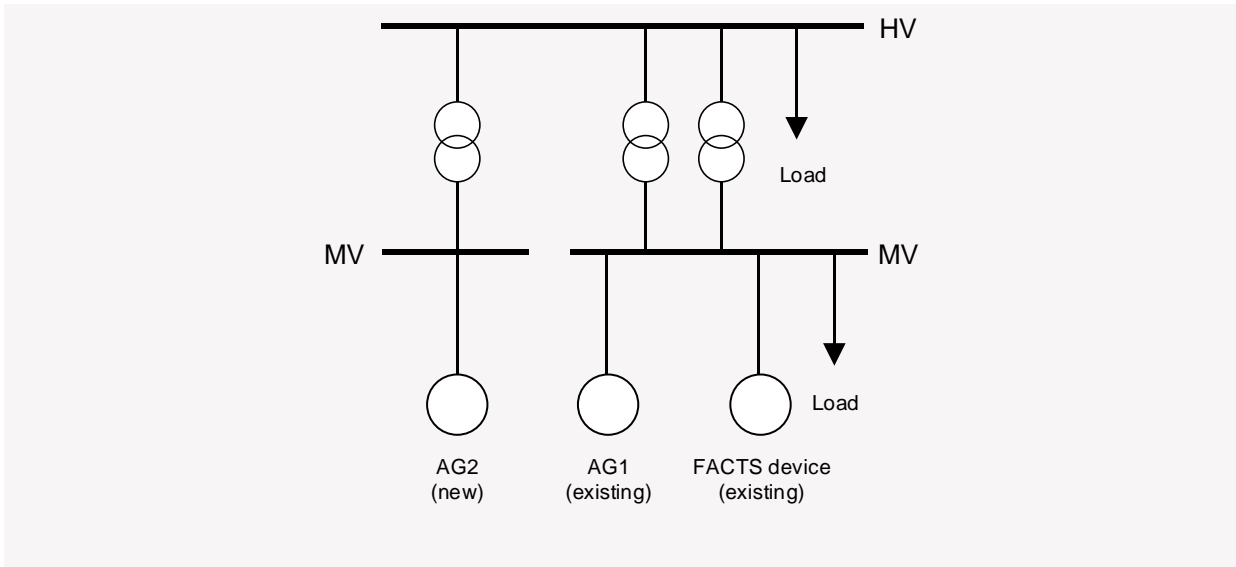 HV
Load
MV
MV
Load
AG2
(new)
AG1
(existing)
FACTS device
(existing)